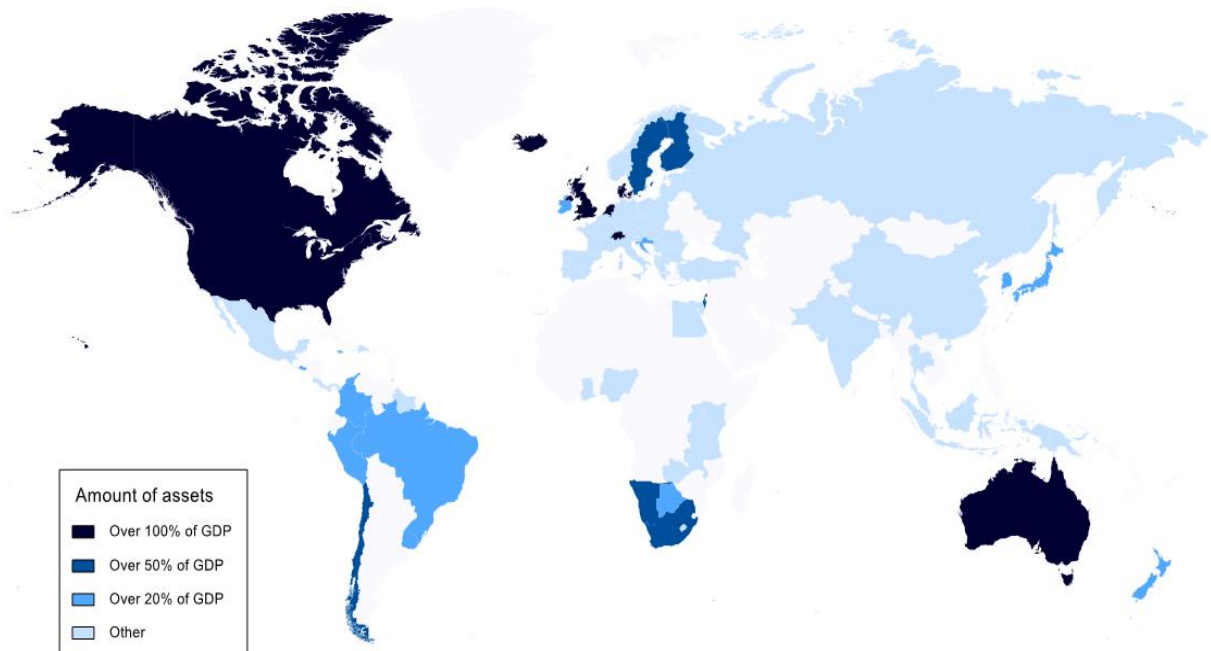 Amount of assets
Over 100% of GDP
Over 50% of GDP
Over 20% of GDP
Other